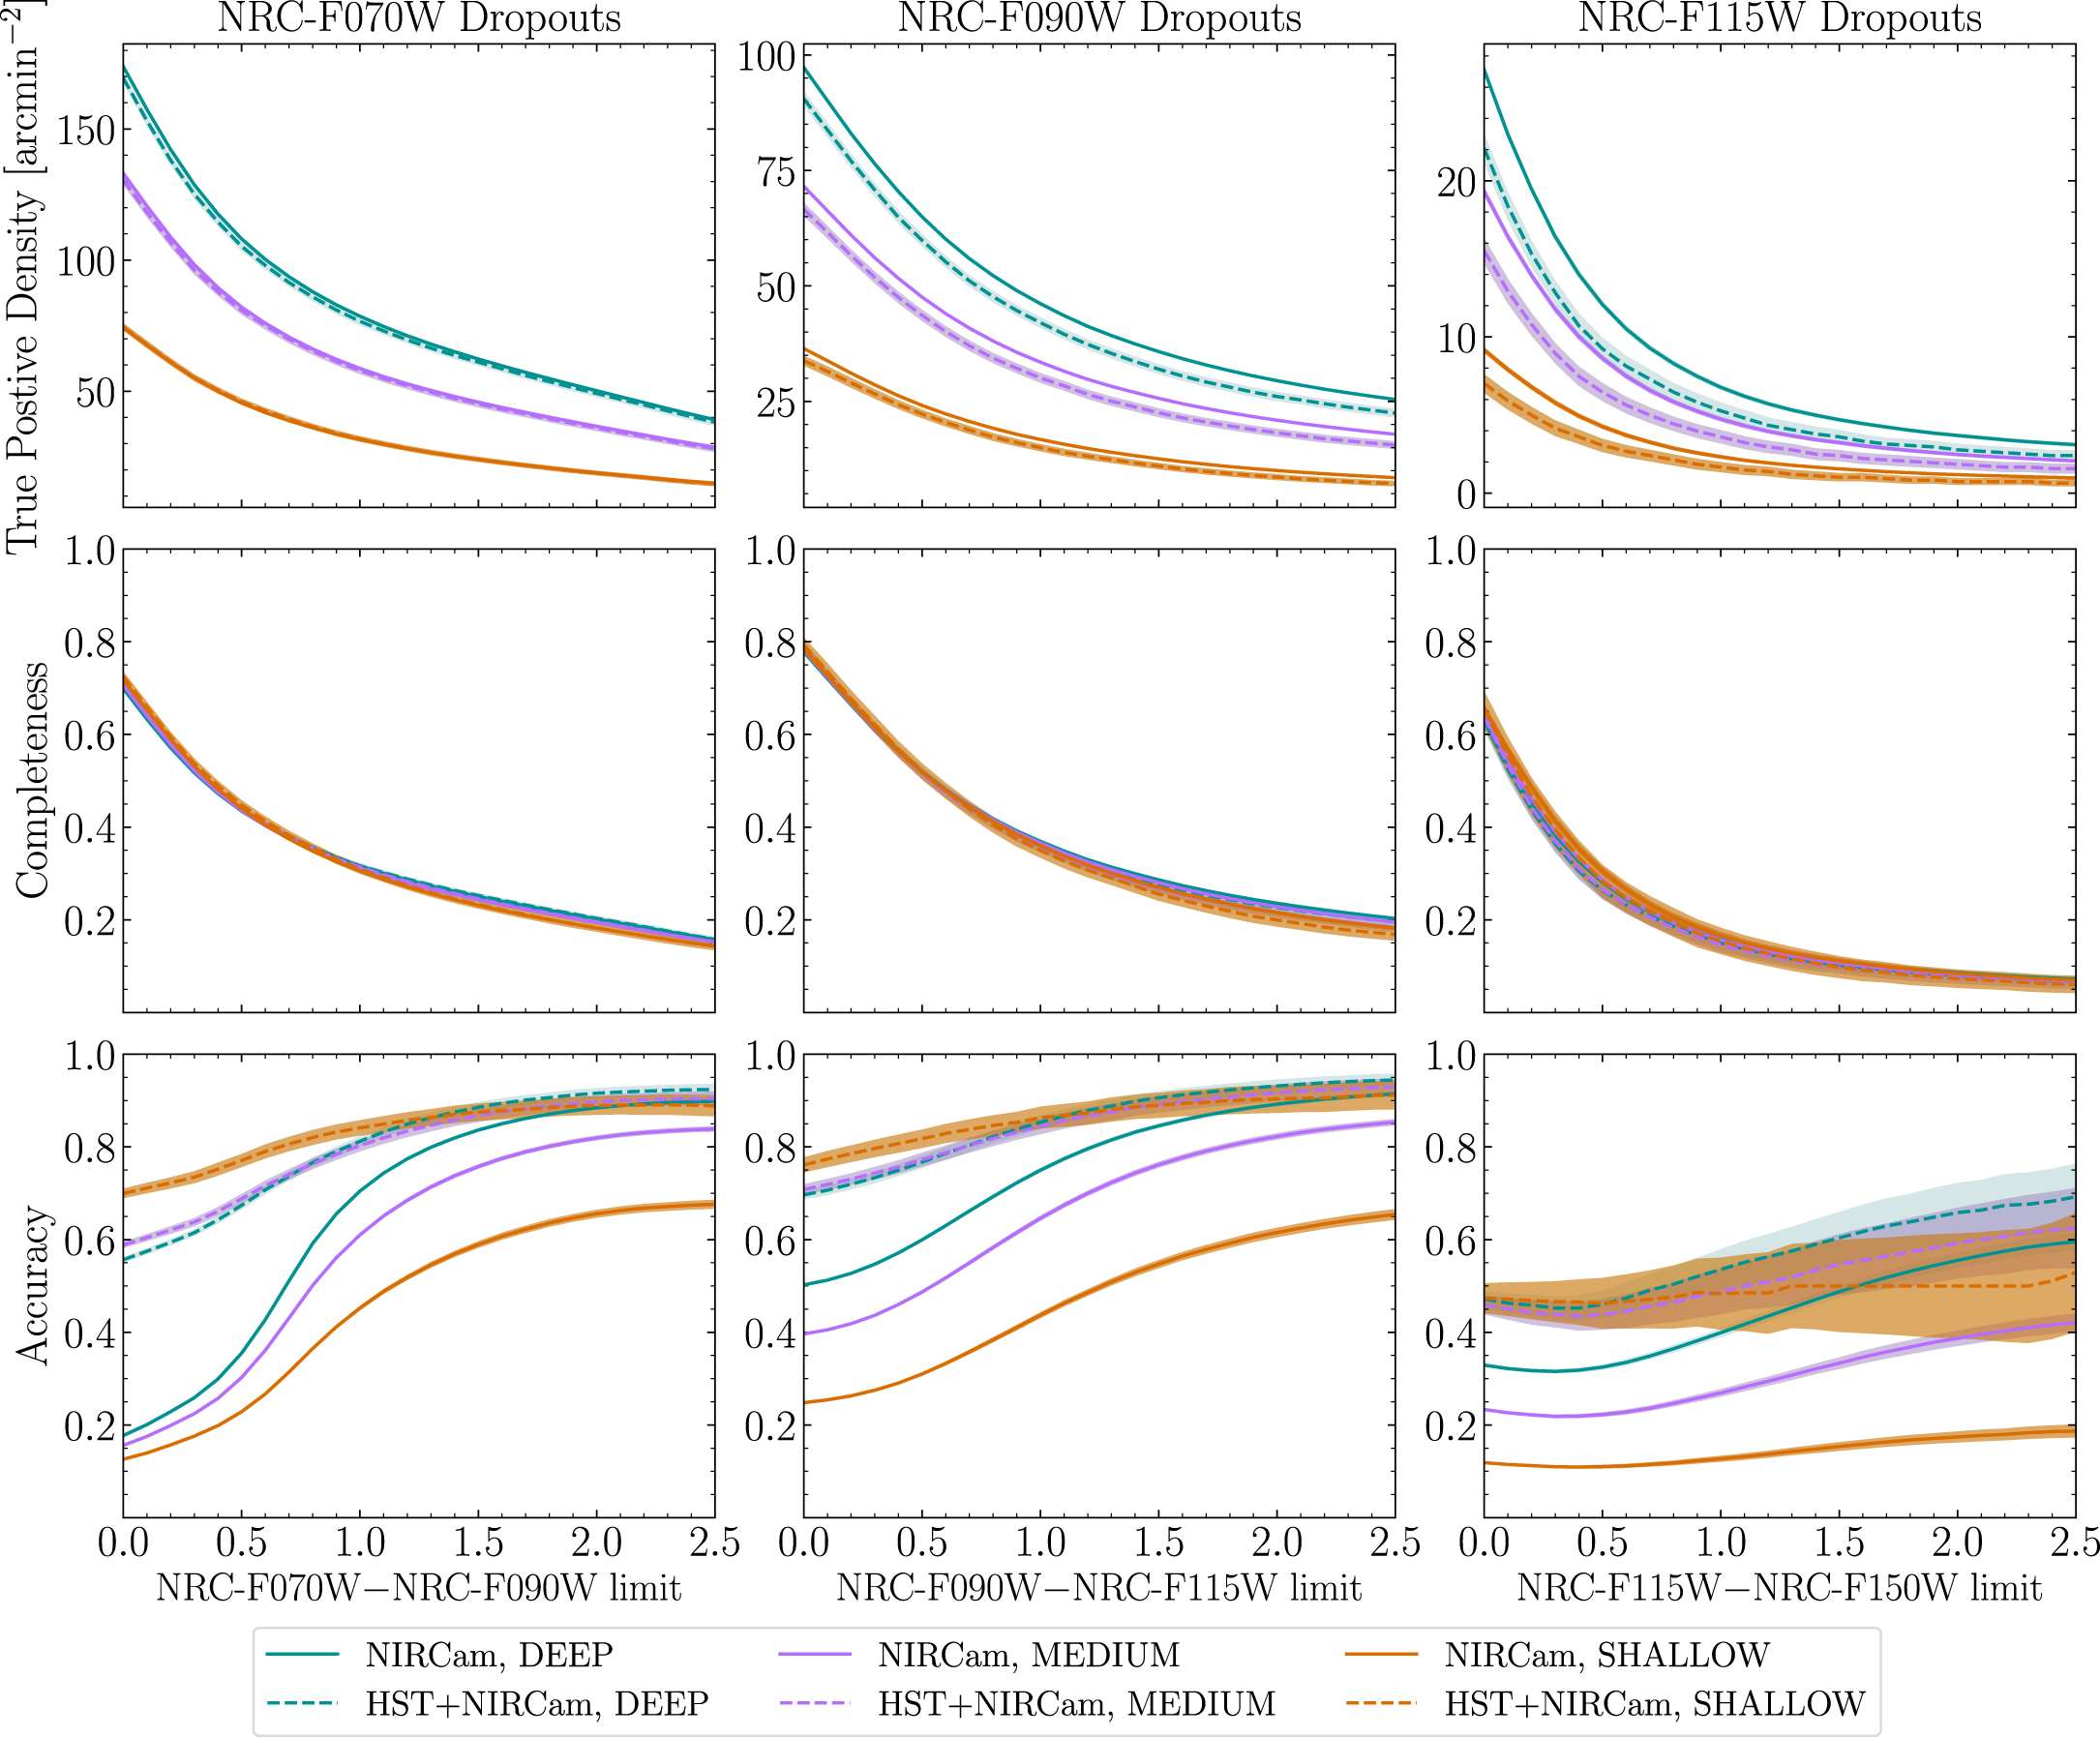 NRC-F070W Dropouts
NRC-F090W Dropouts
NRC-F115W Dropouts
True Postive Density [arcmin⁻²]
150
100
50
100
75
50
25
20
10
0
Completeness
1.0
0.8
0.6
0.4
0.2
1.0
0.8
0.6
0.4
0.2
1.0
0.8
0.6
0.4
0.2
Accuracy
1.0
0.8
0.6
0.4
0.2
1.0
0.8
0.6
0.4
0.2
1.0
0.8
0.6
0.4
0.2
0.0 0.5 1.0 1.5 2.0 2.5
0.0 0.5 1.0 1.5 2.0 2.5
0.0 0.5 1.0 1.5 2.0 2.5
NRC-F070W−NRC-F090W limit
NRC-F090W−NRC-F115W limit
NRC-F115W−NRC-F150W limit
NIRCam, DEEP
NIRCam, MEDIUM
NIRCam, SHALLOW
HST+NIRCam, DEEP
HST+NIRCam, MEDIUM
HST+NIRCam, SHALLOW